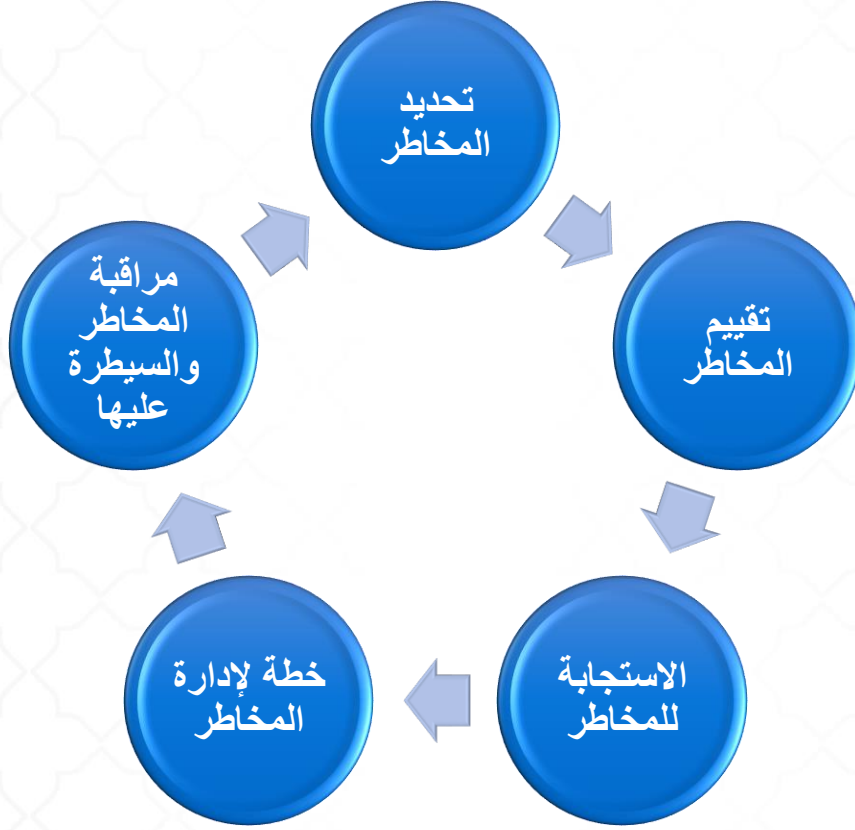 تحديد
المخاطر
تقييم
المخاطر
الاستجابة
للمخاطر
خطة لإدارة
المخاطر
مراقبة
المخاطر
والسيطرة
عليها